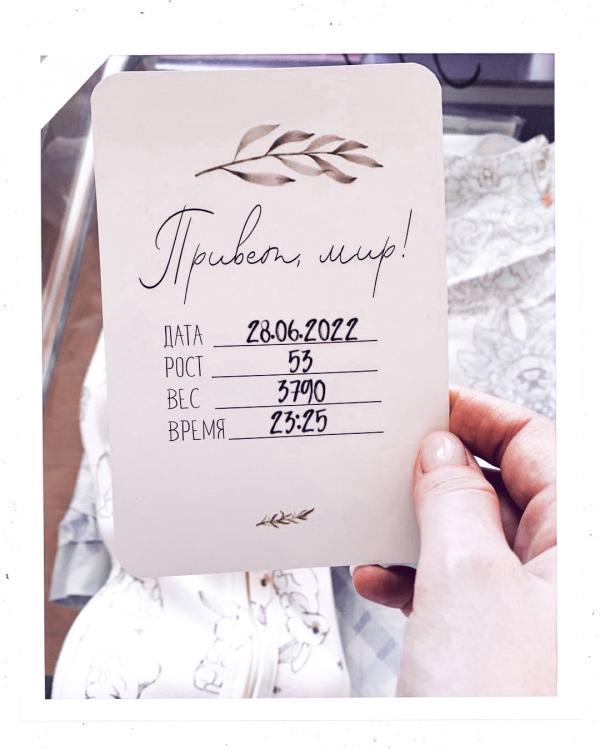 Привет, мир!
ДАТА 28.06.2022
РОСТ 53
ВЕС 3790
ВРЕМЯ 23:25